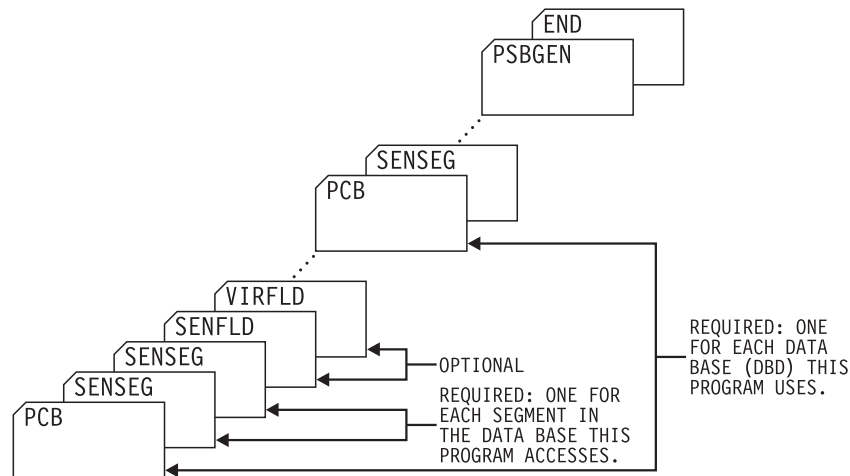 END
PSBGEN
SENSEG
PCB
VIRFLD
SENFLD
SENSEG
SENSEG
PCB
OPTIONAL
REQUIRED: ONE FOR
EACH SEGMENT IN
THE DATA BASE THIS
PROGRAM ACCESSES.
REQUIRED: ONE
FOR EACH DATA
BASE (DBD) THIS
PROGRAM USES.